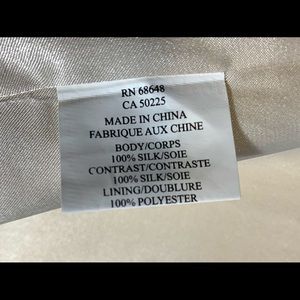 RN 68648
CA 50225
MADE IN CHINA
FABRIQUE AUX CHINE
BODY/CORPS
100% SILK/SOIE
CONTRAST/CONTRASTE
100% SILK/SOIE
LINING/DOUBLURE
100% POLYESTER